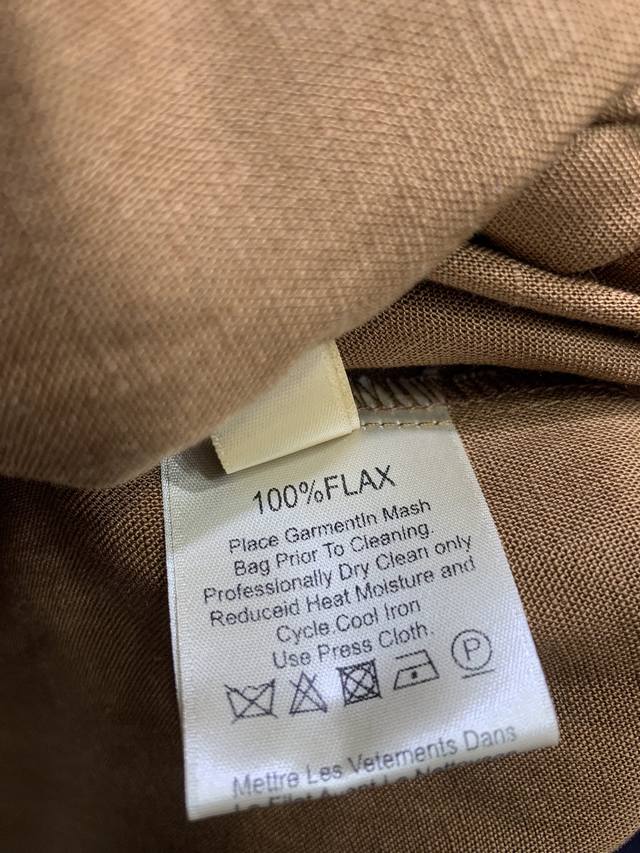 100%FLAX
Place GarmentIn Mash
Bag Prior To Cleaning.
Professionally Dry Clean only
Reduceid Heat Moisture and
Cycle.Cool Iron
Use Press Cloth.
P
Mettre Les Vetements Dans